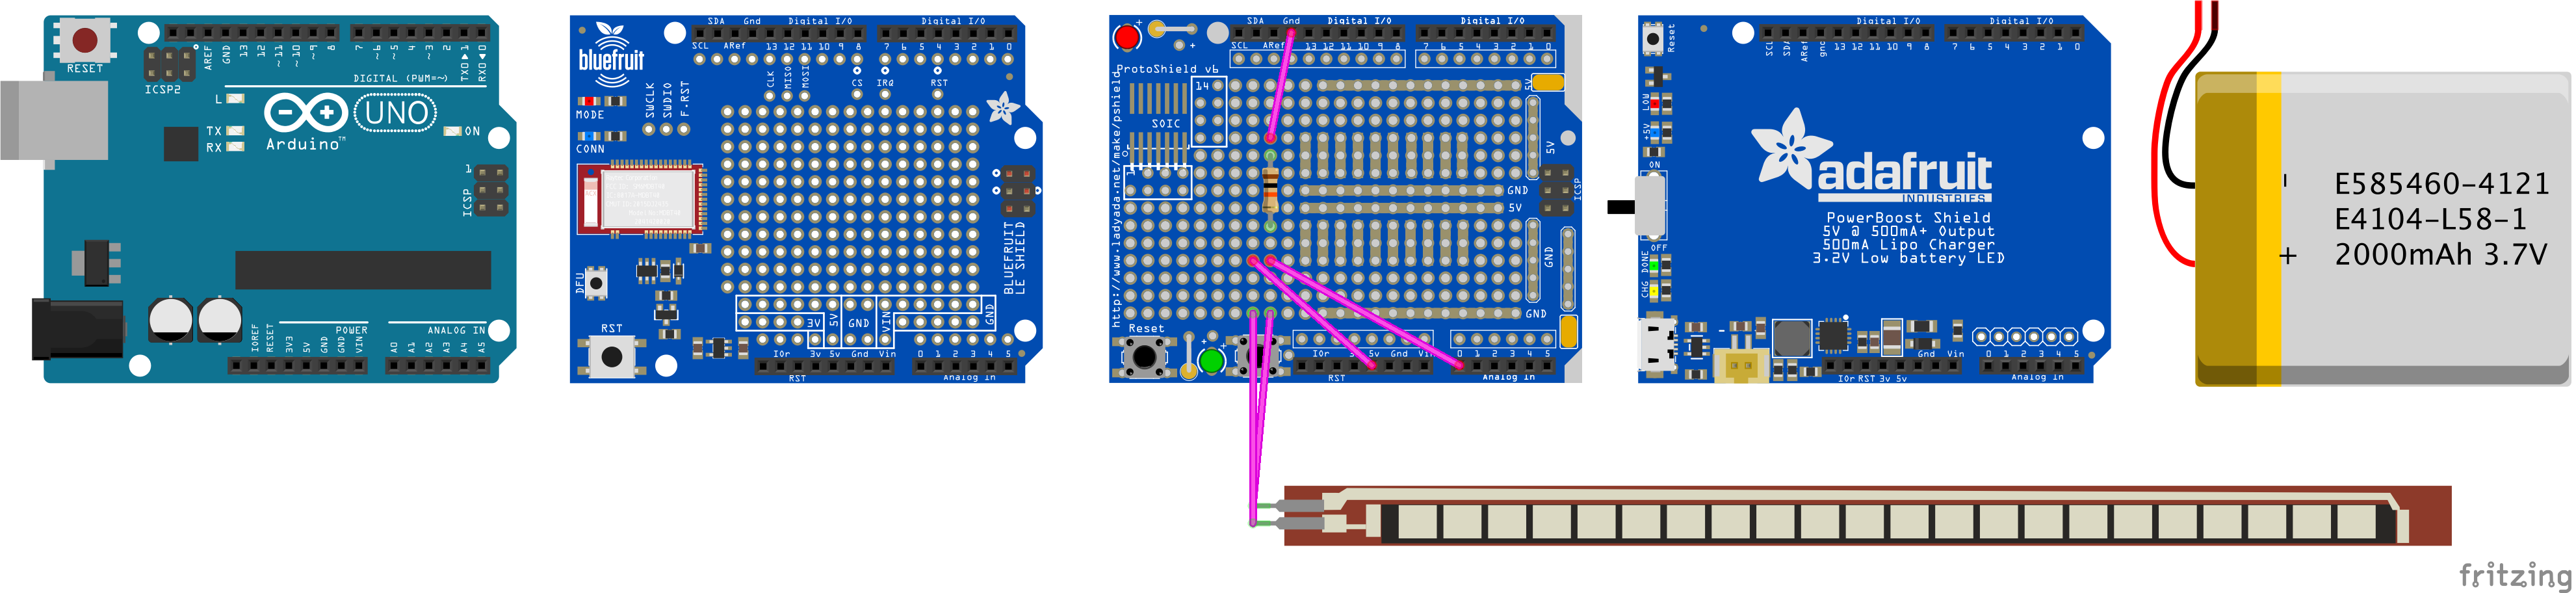 RESET
ICSP2
AREF
GND
13
12
~11
~10
~9
8
7
~6
~5
4
~3
2
TX0▶1
RX0◀0
DIGITAL (PWM=~)
L
TX
RX
UNO
Arduino™
ON
1
ICSP
IOREF
RESET
3V3
5V
GND
GND
VIN
POWER
ANALOG IN
A0
A1
A2
A3
A4
A5
bluefruit
SDA Gnd Digital I/O Digital I/O
SCL ARef 13 12 11 10 9 8 7 6 5 4 3 2 1 0
CLK
MISO
MOSI
CS IRQ RST
SWCLK
SWDIO
F.RST
MODE
CONN
DFU
RST
BLUEFRUIT
LE SHIELD
3V 5V GND VIN GND
IOr 3v 5v Gnd Vin 0 1 2 3 4 5
RST Analog In
SDA Gnd Digital I/O Digital I/O
SCL ARef 13 12 11 10 9 8 7 6 5 4 3 2 1 0
ProtoShield v6
14
SOIC
1
http://www.ladyada.net/make/pshield
5V
5V
GND
5V
ICSP
GND
GND
Reset
IOr 3v 5v Gnd Vin 0 1 2 3 4 5
RST Analog In
Reset
Digital I/O Digital I/O
SCL SDA ARef gnd 13 12 11 10 9 8 7 6 5 4 3 2 1 0
LOW
+5V
ON
OFF
DONE
CHG
adafruit
INDUSTRIES
PowerBoost Shield
5V @ 500mA+ Output
500mA Lipo Charger
3.2V Low battery LED
-
Gnd Vin 0 1 2 3 4 5
IOr RST 3v 5v Analog In
- E585460-4121
E4104-L58-1
+ 2000mAh 3.7V
fritzing